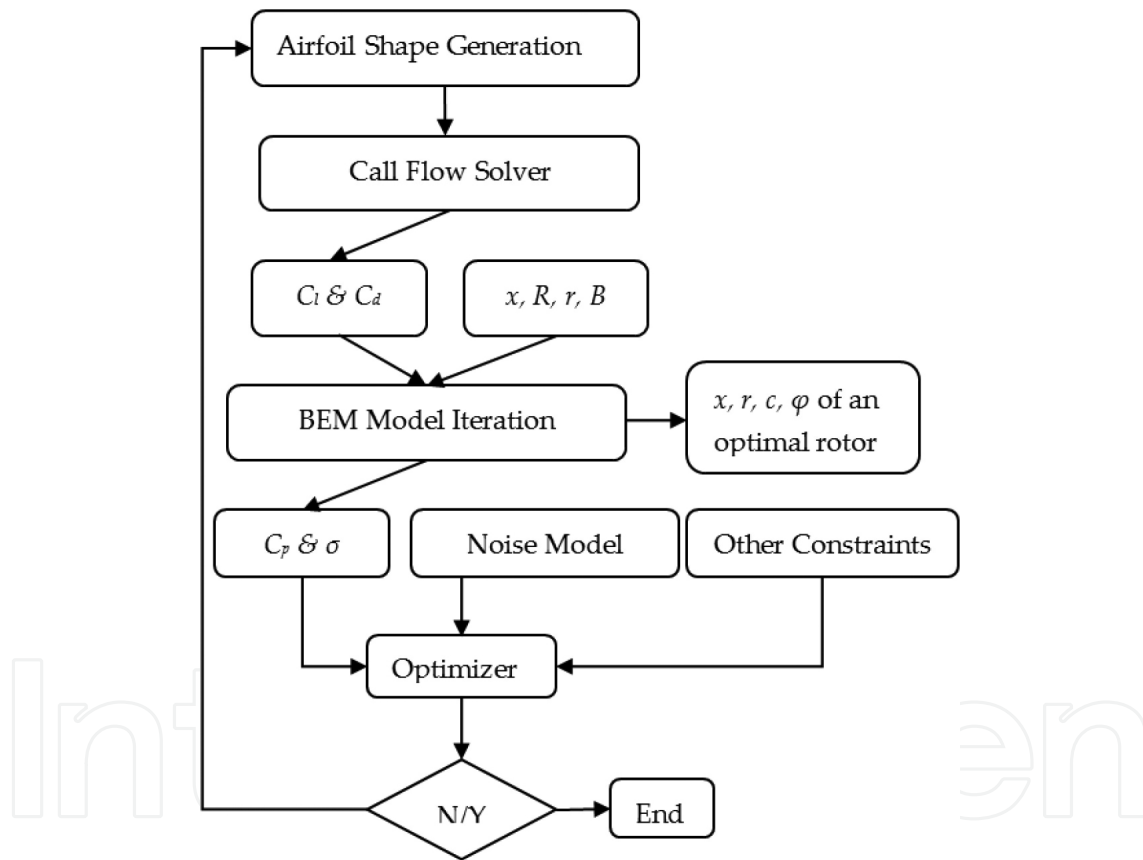 Airfoil Shape Generation
Call Flow Solver
Cl & Cd
x, R, r, B
BEM Model Iteration
x, r, c, φ of an
optimal rotor
Cp & σ
Noise Model
Other Constraints
Optimizer
N/Y
End